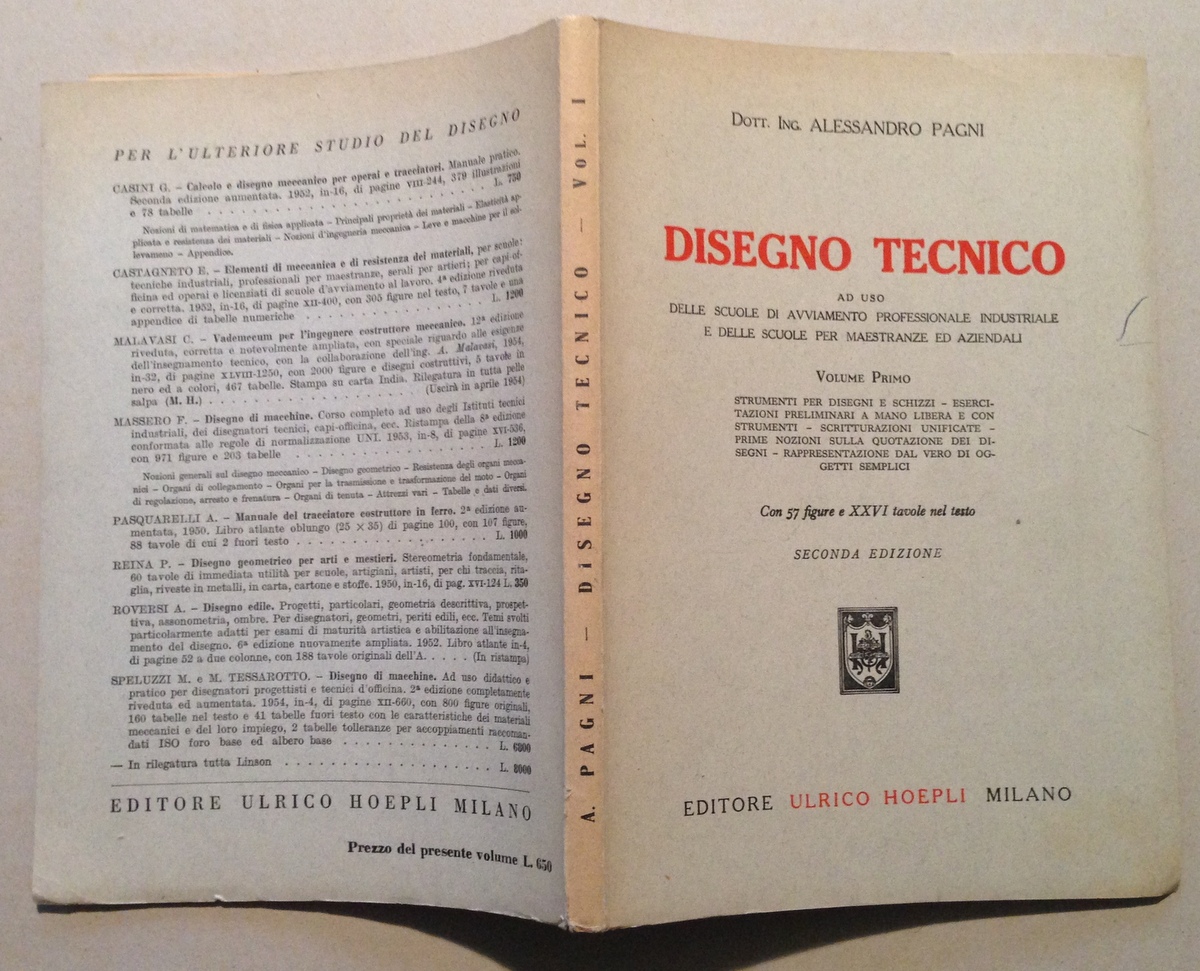 PER L'ULTERIORE STUDIO DEL DISEGNO
CASINI G. – Calcolo e disegno meccanico per operai e tracciatori. Manuale pratico.
Seconda edizione aumentata. 1952, in-16, di pagine VIII-244, 379 illustrazioni
e 78 tabelle . . . . . . . . . . . . . . . L. 750
Nozioni di matematica e di fisica applicata – Principali proprietà dei materiali – Elasticità ap-
plicata e resistenza dei materiali – Nozioni d'ingegneria meccanica – Leve e macchine per il sol-
levameno – Appendice.
CASTAGNETO E. – Elementi di meccanica e di resistenza dei materiali, per scuole:
tecniche industriali, professionali per maestranze, serali per artieri; per capi-of-
ficina ed operai e licenziati di scuole d'avviamento al lavoro. 4ª edizione riveduta
e corretta. 1952, in-16, di pagine XII-400, con 305 figure nel testo, 7 tavole e una
appendice di tabelle numeriche . . . . . . . . . . . L. 1200
MALAVASI C. – Vademecum per l'ingegnere costruttore meccanico. 12ª edizione
riveduta, corretta e notevolmente ampliata, con speciale riguardo alle esigenze
dell'insegnamento tecnico, con la collaborazione dell'ing. A. Malavasi, 1954,
in-32, di pagine XLVIII-1250, con 2000 figure e disegni costruttivi, 5 tavole in
nero ed a colori, 467 tabelle. Stampa su carta India. Rilegatura in tutta pelle
salpa (M. H.) . . . . . . . . . . . (Uscirà in aprile 1954)
MASSERO F. – Disegno di macchine. Corso completo ad uso degli Istituti tecnici
industriali, dei disegnatori tecnici, capi-officina, ecc. Ristampa della 8ª edizione
conformata alle regole di normalizzazione UNI. 1953, in-8, di pagine XVI-536,
con 971 figure e 203 tabelle . . . . . . . . . . . . L. 1200
Nozioni generali sul disegno meccanico – Disegno geometrico – Resistenza degli organi mecca-
nici – Organi di collegamento – Organi per la trasmissione e trasformazione del moto – Organi
di regolazione, arresto e frenatura – Organi di tenuta – Attrezzi vari – Tabelle e dati diversi.
PASQUARELLI A. – Manuale del tracciatore costruttore in ferro. 2ª edizione au-
mentata, 1950. Libro atlante oblungo (25 × 35) di pagine 100, con 107 figure,
88 tavole di cui 2 fuori testo . . . . . . . . . . . . L. 1000
REINA P. – Disegno geometrico per arti e mestieri. Stereometria fondamentale,
60 tavole di immediata utilità per scuole, artigiani, artisti, per chi traccia, rita-
glia, riveste in metalli, in carta, cartone e stoffe. 1950, in-16, di pag. XVI-124 L. 350
ROVERSI A. – Disegno edile. Progetti, particolari, geometria descrittiva, prospet-
tiva, assonometria, ombre. Per disegnatori, geometri, periti edili, ecc. Temi svolti
particolarmente adatti per esami di maturità artistica e abilitazione all'insegna-
mento del disegno. 6ª edizione nuovamente ampliata. 1952. Libro atlante in-4,
di pagine 52 a due colonne, con 188 tavole originali dell'A. . . . . (In ristampa)
SPELUZZI M. e M. TESSAROTTO. – Disegno di macchine. Ad uso didattico e
pratico per disegnatori progettisti e tecnici d'officina. 2ª edizione completamente
riveduta ed aumentata. 1954, in-4, di pagine XII-660, con 800 figure originali,
160 tabelle nel testo e 41 tabelle fuori testo con le caratteristiche dei materiali
meccanici e del loro impiego, 2 tabelle tolleranze per accoppiamenti raccoman-
dati ISO foro base ed albero base . . . . . . . . . . L. 6800
— In rilegatura tutta Linson . . . . . . . . . . . . L. 8000
EDITORE ULRICO HOEPLI MILANO
Prezzo del presente volume L. 650
A. PAGNI — DISEGNO TECNICO — VOL. I
DOTT. ING. ALESSANDRO PAGNI
DISEGNO TECNICO
AD USO
DELLE SCUOLE DI AVVIAMENTO PROFESSIONALE INDUSTRIALE
E DELLE SCUOLE PER MAESTRANZE ED AZIENDALI
VOLUME PRIMO
STRUMENTI PER DISEGNI E SCHIZZI – ESERCI-
TAZIONI PRELIMINARI A MANO LIBERA E CON
STRUMENTI – SCRITTURAZIONI UNIFICATE –
PRIME NOZIONI SULLA QUOTAZIONE DEI DI-
SEGNI – RAPPRESENTAZIONE DAL VERO DI OG-
GETTI SEMPLICI
Con 57 figure e XXVI tavole nel testo
SECONDA EDIZIONE
EDITORE ULRICO HOEPLI MILANO